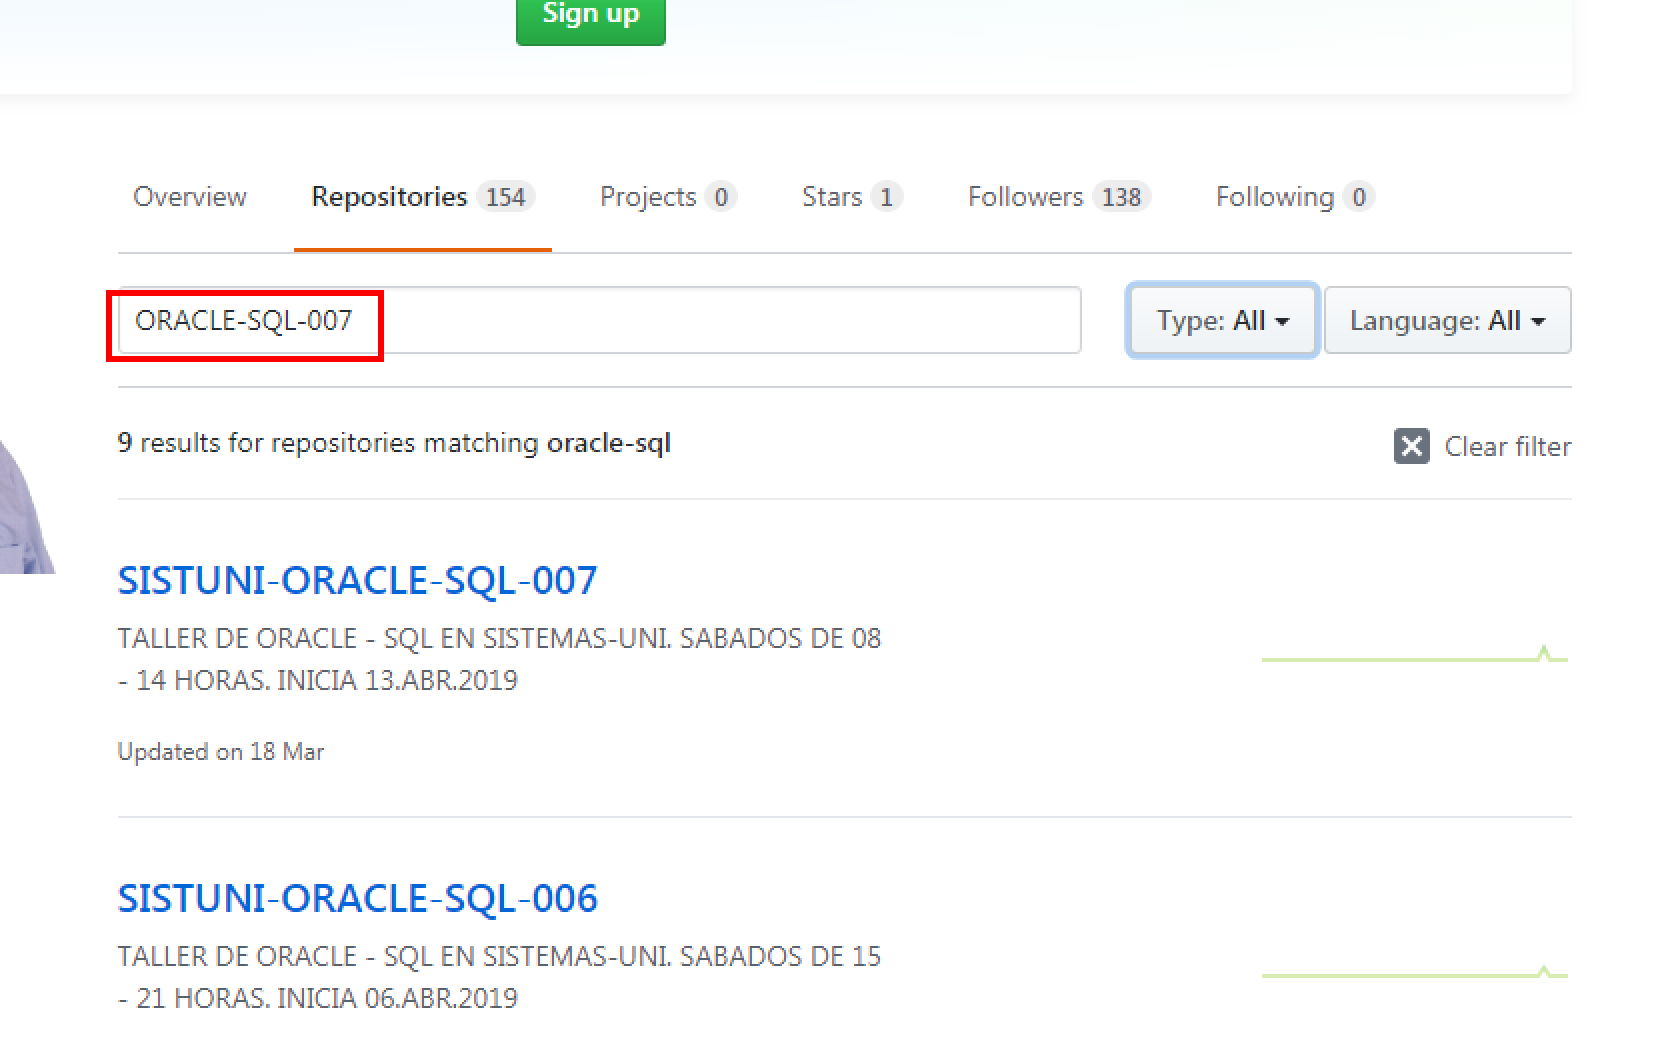 Sign up
Overview Repositories 154 Projects 0 Stars 1 Followers 138 Following 0
ORACLE-SQL-007 Type: All Language: All
9 results for repositories matching oracle-sql Clear filter
SISTUNI-ORACLE-SQL-007
TALLER DE ORACLE - SQL EN SISTEMAS-UNI. SABADOS DE 08
- 14 HORAS. INICIA 13.ABR.2019
Updated on 18 Mar
SISTUNI-ORACLE-SQL-006
TALLER DE ORACLE - SQL EN SISTEMAS-UNI. SABADOS DE 15
- 21 HORAS. INICIA 06.ABR.2019